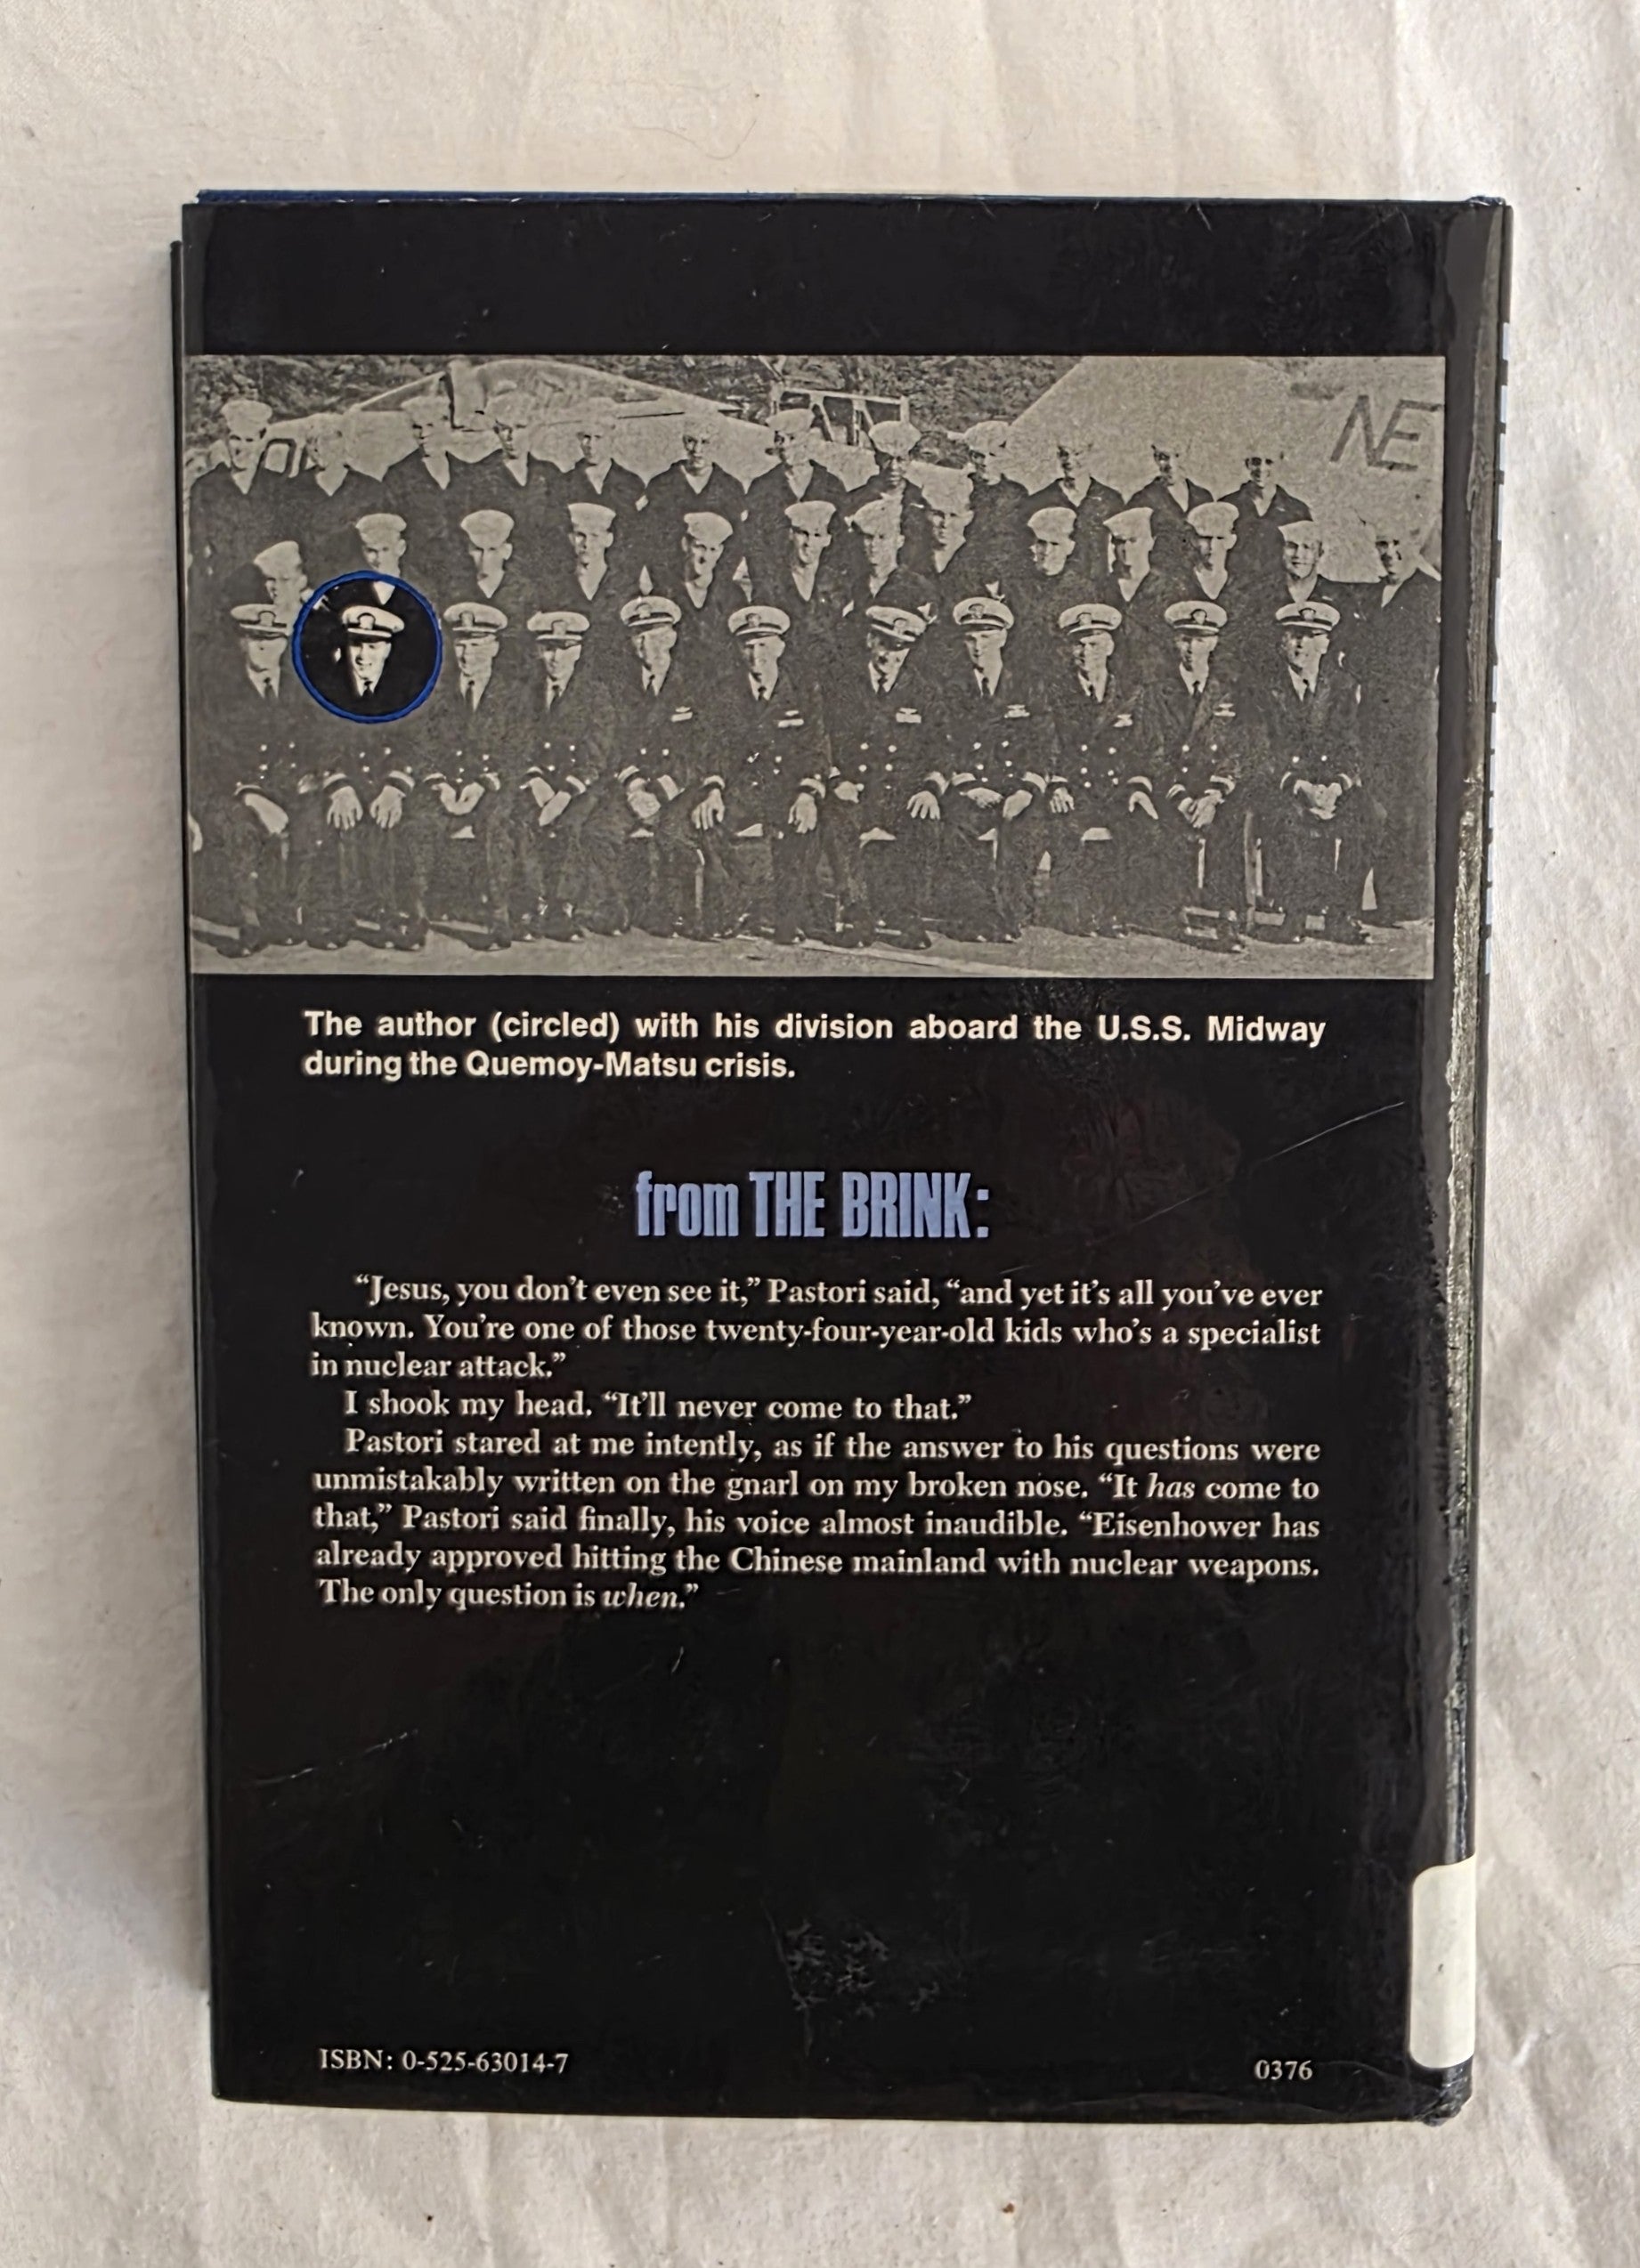 NE
The author (circled) with his division aboard the U.S.S. Midway
during the Quemoy-Matsu crisis.
from THE BRINK:
“Jesus, you don’t even see it,” Pastori said, “and yet it’s all you’ve ever
known. You’re one of those twenty-four-year-old kids who’s a specialist
in nuclear attack.”
I shook my head. “It’ll never come to that.”
Pastori stared at me intently, as if the answer to his questions were
unmistakably written on the gnarl on my broken nose. “It has come to
that,” Pastori said finally, his voice almost inaudible. “Eisenhower has
already approved hitting the Chinese mainland with nuclear weapons.
The only question is when.”
ISBN: 0-525-63014-7
0376